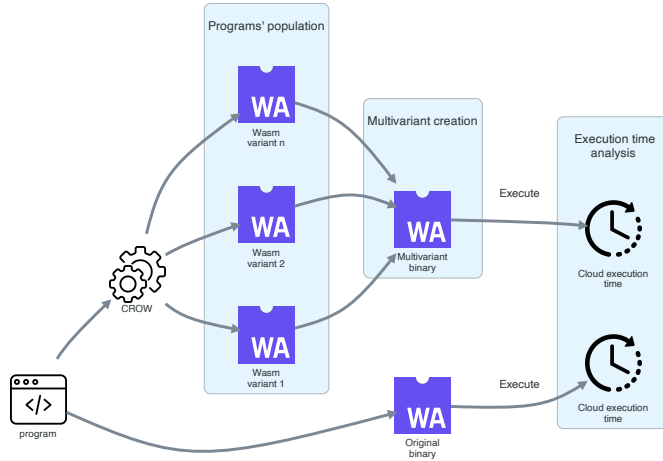 Programs' population
WA
Wasm
variant n
Multivariant creation
Execution time
analysis
WA
Wasm
variant 2
WA
Multivariant
binary
Execute
Cloud execution
time
CROW
WA
Wasm
variant 1
</>
program
WA
Original
binary
Execute
Cloud execution
time